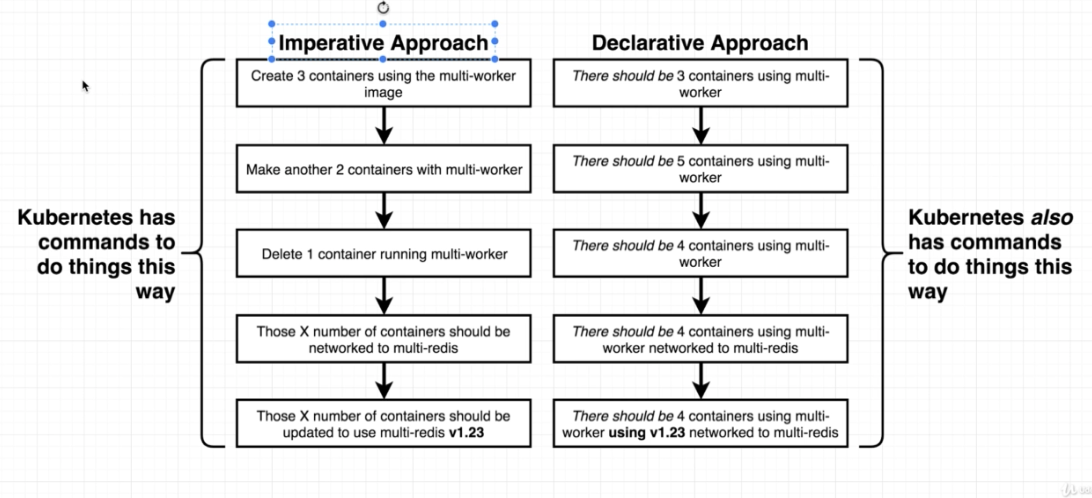 Imperative Approach
Create 3 containers using the multi-worker
image
Make another 2 containers with multi-worker
Delete 1 container running multi-worker
Those X number of containers should be
networked to multi-redis
Those X number of containers should be
updated to use multi-redis v1.23
Declarative Approach
There should be 3 containers using multi-
worker
There should be 5 containers using multi-
worker
There should be 4 containers using multi-
worker
There should be 4 containers using multi-
worker networked to multi-redis
There should be 4 containers using multi-
worker using v1.23 networked to multi-redis
Kubernetes has
commands to
do things this
way
Kubernetes also
has commands
to do things this
way